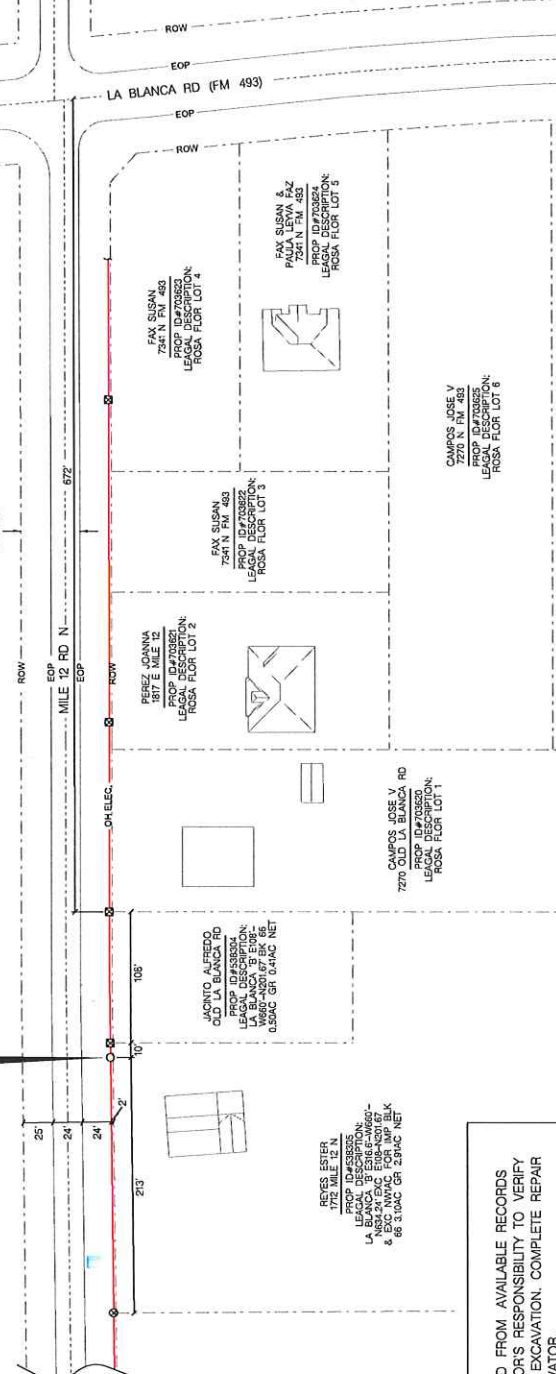 ROW
EOP
LA BLANCA RD (FM 493)
EOP
ROW
FAX SUSAN
7341 N FM 493
PROP ID#703623
LEAGAL DESCRIPTION:
ROSA FLOR LOT 4
FAX SUSAN &
PAULA LEYVA FAZ
7341 N FM 493
PROP ID#703624
LEAGAL DESCRIPTION:
ROSA FLOR LOT 5
CAMPOS JOSE V
7270 N FM 493
PROP ID#703625
LEAGAL DESCRIPTION:
ROSA FLOR LOT 6
672'
FAX SUSAN
7341 N FM 493
PROP ID#703622
LEAGAL DESCRIPTION:
ROSA FLOR LOT 3
ROW
EOP
MILE 12 RD N
EOP
ROW
PEREZ JOANNA
1817 E MILE 12
PROP ID#703621
LEAGAL DESCRIPTION:
ROSA FLOR LOT 2
OH ELEC.
CAMPOS JOSE V
7270 OLD LA BLANCA RD
PROP ID#703620
LEAGAL DESCRIPTION:
ROSA FLOR LOT 1
JACINTO ALFREDO
OLD LA BLANCA RD
PROP ID#538304
LEAGAL DESCRIPTION:
LA BLANCA "B" E108'-
W660'-N201.67' BK 66
0.50AC GR 0.41AC NET
108'
10'
2'
25'
24'
24'
213'
REYES ESTER
1712 MILE 12 N
PROP ID#538305
LEAGAL DESCRIPTION:
LA BLANCA "B" E316.6'-W660'-
N634.24' EXC E108'-N201.67'
& EXC NW1AC FOR IMP BLK
66 3.10AC GR 2.91AC NET
D FROM AVAILABLE RECORDS
OR'S RESPONSIBILITY TO VERIFY
EXCAVATION. COMPLETE REPAIR
VATOR